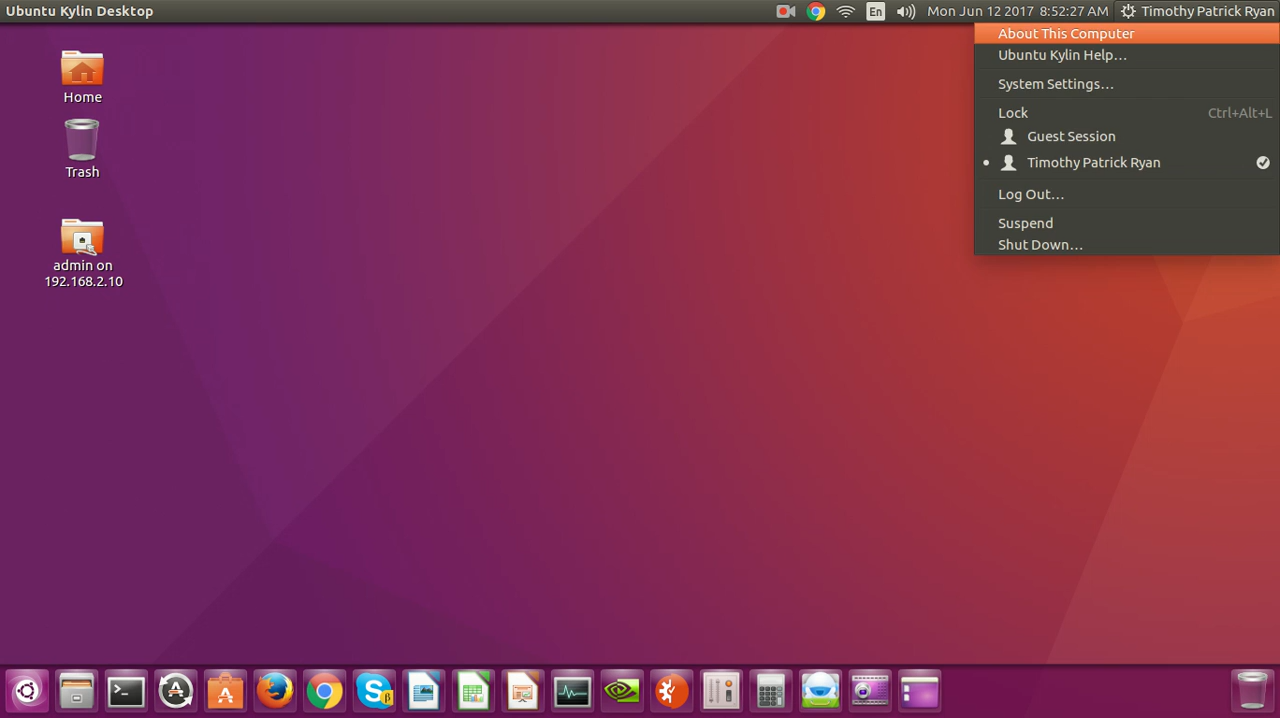 Ubuntu Kylin Desktop
En Mon Jun 12 2017 8:52:27 AM Timothy Patrick Ryan
About This Computer
Ubuntu Kylin Help…
System Settings…
Lock Ctrl+Alt+L
Guest Session
Timothy Patrick Ryan
Log Out…
Suspend
Shut Down…
Home
Trash
admin on
192.168.2.10